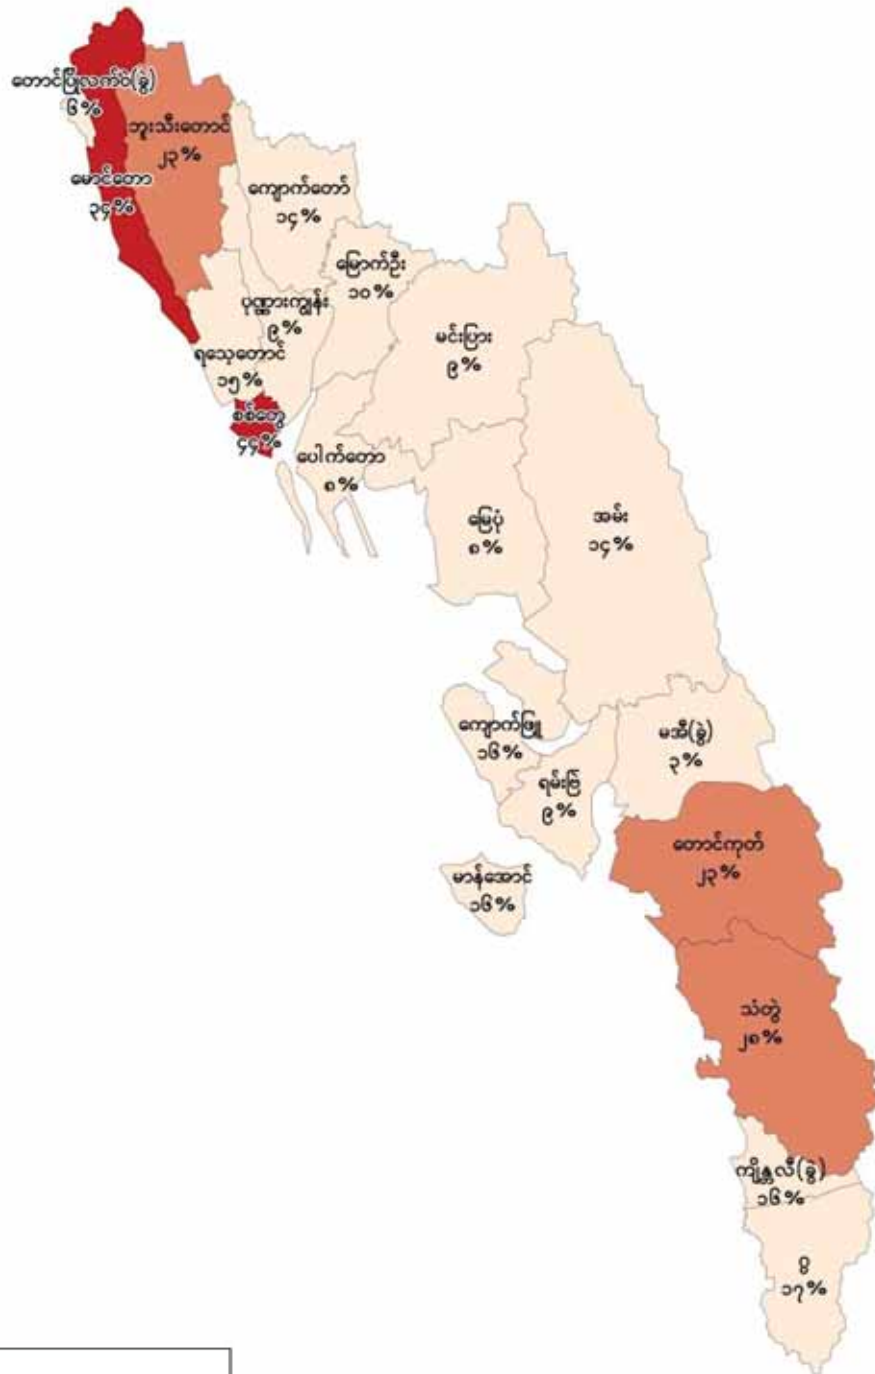 တောင်ပြိုလက်ဝဲ(ခွဲ)
၆%
ဘူးသီးတောင်
၂၃%
မောင်တော
၃၄%
ကျောက်တော်
၁၄%
မြောက်ဦး
၁၀%
ပုဏ္ဏားကျွန်း
၉%
မင်းပြား
၉%
ရသေ့တောင်
၁၅%
စစ်တွေ
၄၄%
ပေါက်တော
၈%
မြေပုံ
၈%
အမ်း
၁၄%
ကျောက်ဖြူ
၁၆%
မအီ(ခွဲ)
၃%
ရမ်းဗြဲ
၉%
တောင်ကုတ်
၂၃%
မာန်အောင်
၁၆%
သံတွဲ
၂၈%
ကျိန္တလီ(ခွဲ)
၁၆%
ဂွ
၁၇%